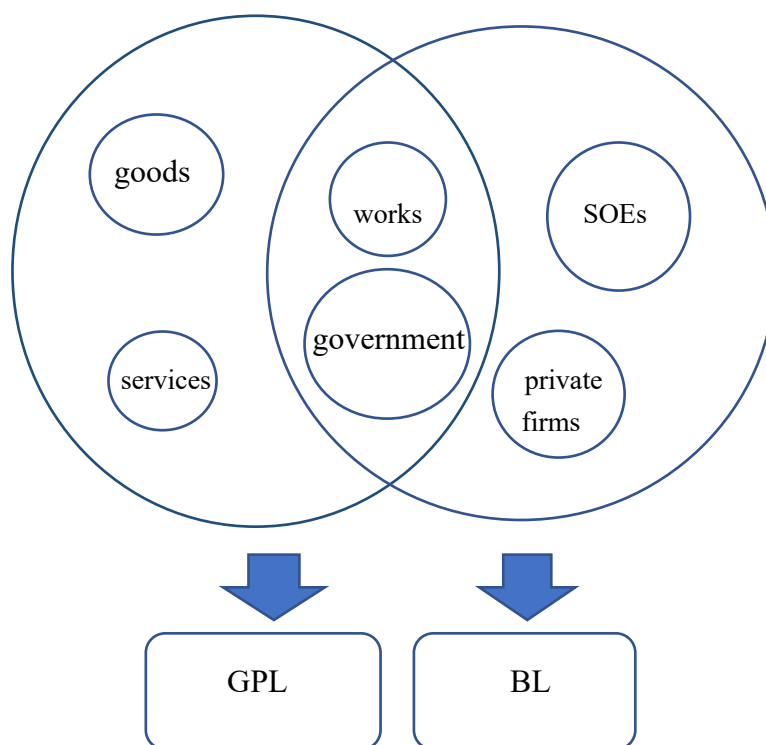 goods
works
SOEs
government
services
private
firms
GPL
BL